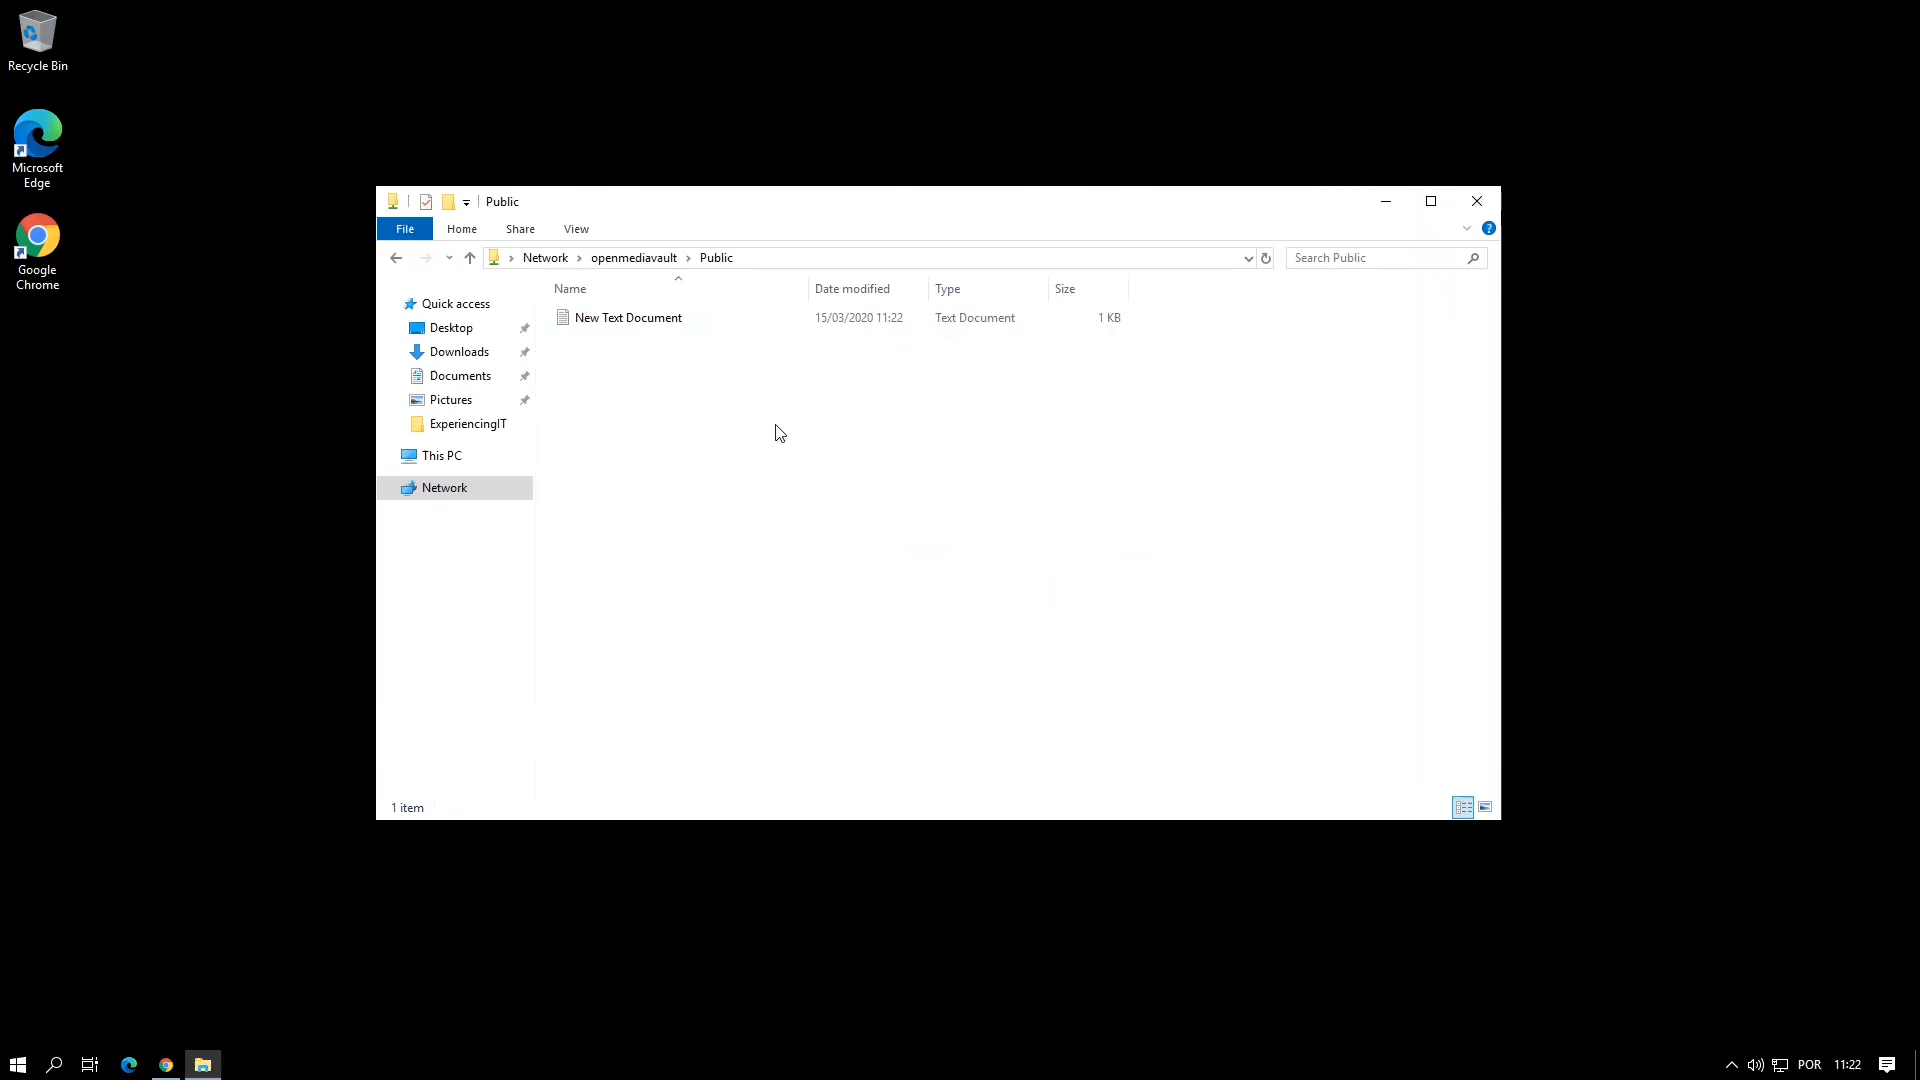 Recycle Bin
Microsoft
Edge
Google
Chrome
Public
File Home Share View
Network openmediavault Public
Search Public
Name Date modified Type Size
New Text Document 15/03/2020 11:22 Text Document 1 KB
Quick access
Desktop
Downloads
Documents
Pictures
ExperiencingIT
This PC
Network
1 item
POR 11:22